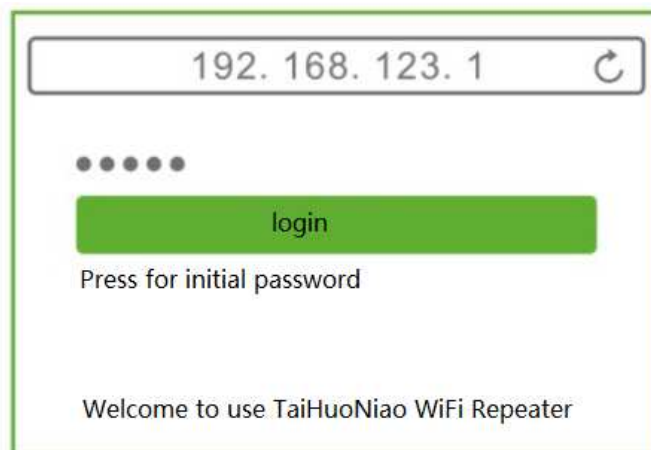 192. 168. 123. 1
●●●●●
login
Press for initial password
Welcome to use TaiHuoNiao WiFi Repeater